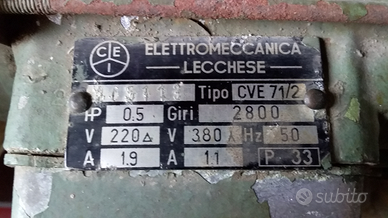 CEI
ELETTROMECCANICA
LECCHESE
Tipo CVE 71/2
HP 0.5 Giri 2800
V 220 Δ V 380 Hz 50
A 1.9 A 1.1 P. 33
subito